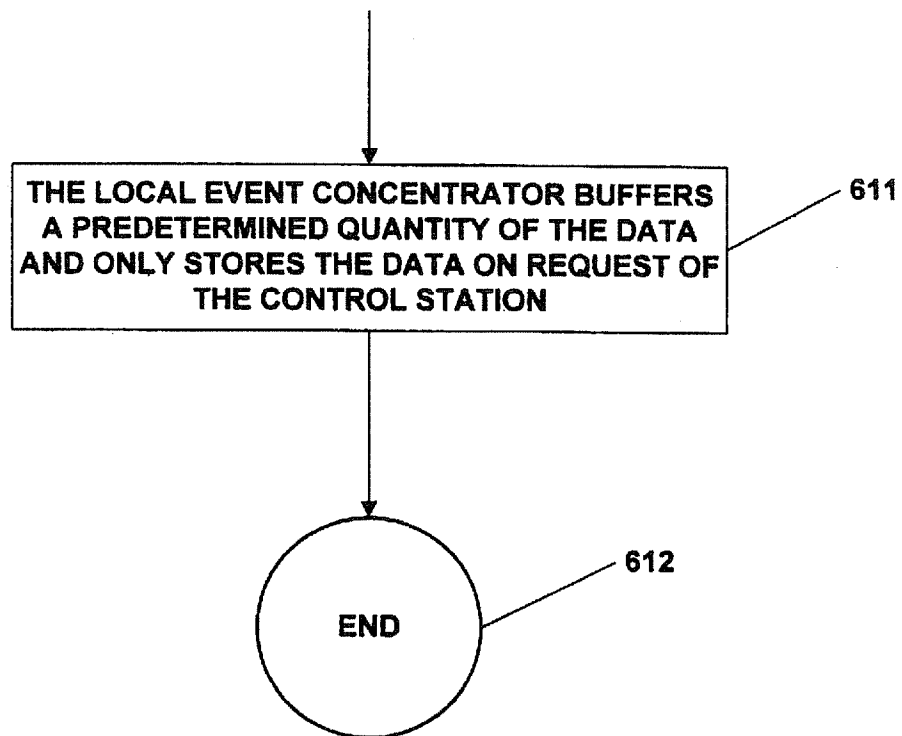 THE LOCAL EVENT CONCENTRATOR BUFFERS
A PREDETERMINED QUANTITY OF THE DATA
AND ONLY STORES THE DATA ON REQUEST OF
THE CONTROL STATION
611
612
END